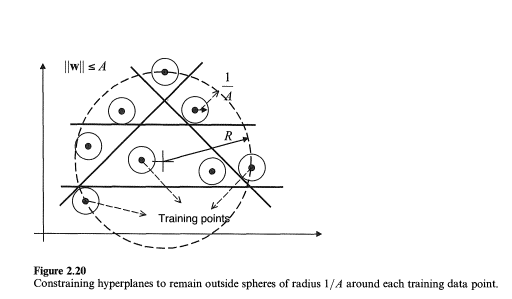 ||w|| ≤ A
1
A
R
Training points
Figure 2.20
Constraining hyperplanes to remain outside spheres of radius 1/A around each training data point.